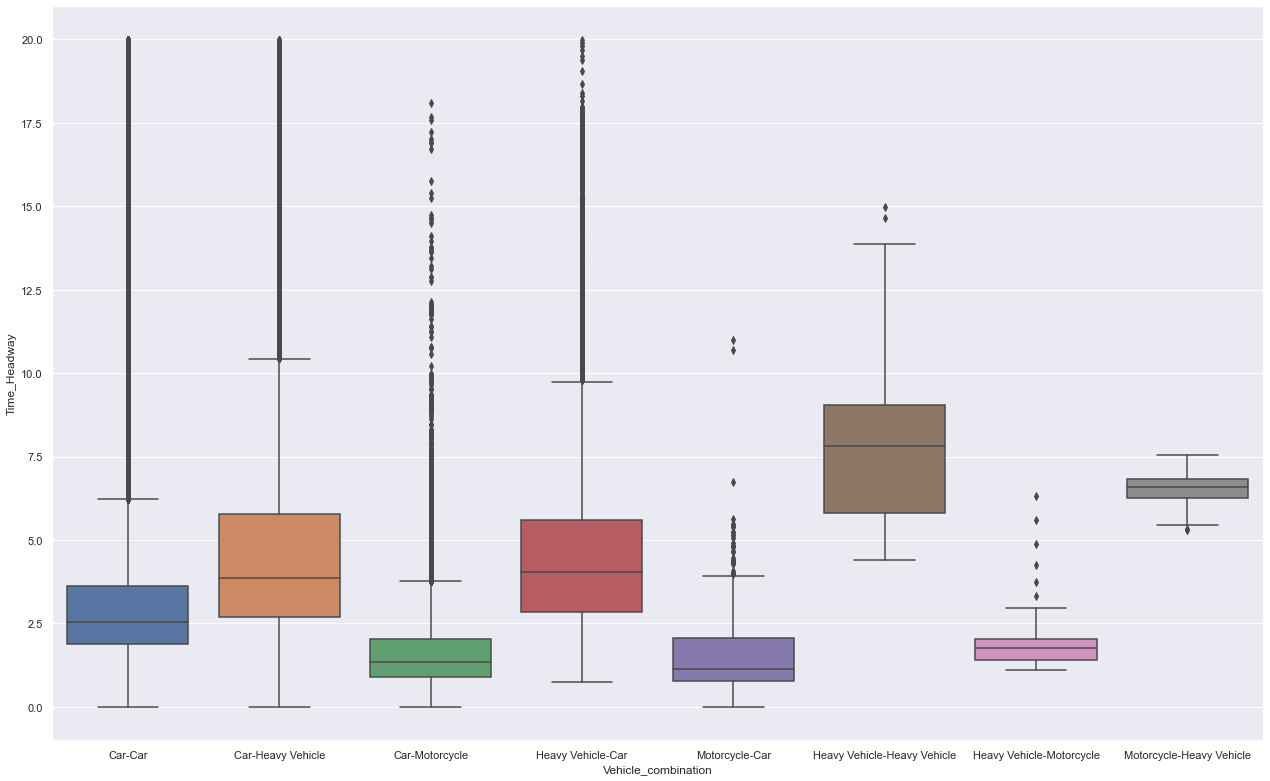 20.0
17.5
15.0
12.5
10.0
7.5
5.0
2.5
0.0
Time_Headway
Car-Car
Car-Heavy Vehicle
Car-Motorcycle
Heavy Vehicle-Car
Motorcycle-Car
Heavy Vehicle-Heavy Vehicle
Heavy Vehicle-Motorcycle
Motorcycle-Heavy Vehicle
Vehicle_combination